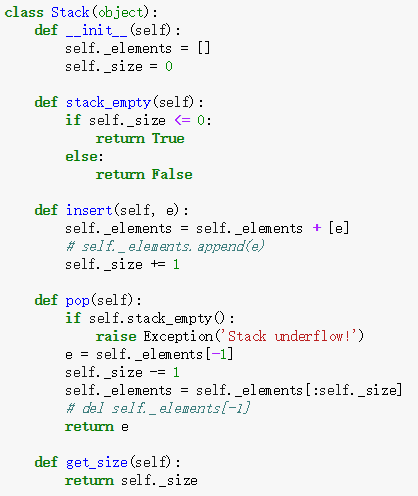 class Stack(object):
    def __init__(self):
        self._elements = []
        self._size = 0

    def stack_empty(self):
        if self._size <= 0:
            return True
        else:
            return False

    def insert(self, e):
        self._elements = self._elements + [e]
        # self._elements.append(e)
        self._size += 1

    def pop(self):
        if self.stack_empty():
            raise Exception('Stack underflow!')
        e = self._elements[-1]
        self._size -= 1
        self._elements = self._elements[:self._size]
        # del self._elements[-1]
        return e

    def get_size(self):
        return self._size